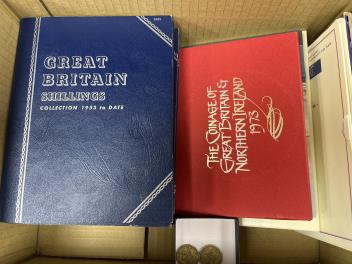 GREAT
BRITAIN
SHILLINGS
COLLECTION 1953 to DATE
THE COINAGE OF
GREAT BRITAIN &
NORTHERN IRELAND
1973